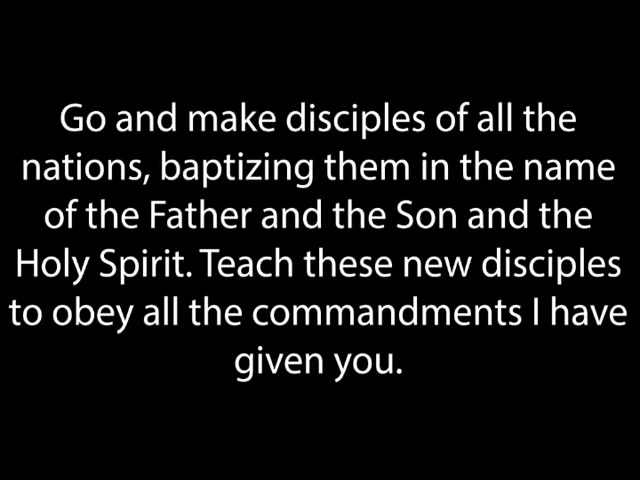 Go and make disciples of all the
nations, baptizing them in the name
of the Father and the Son and the
Holy Spirit. Teach these new disciples
to obey all the commandments I have
given you.